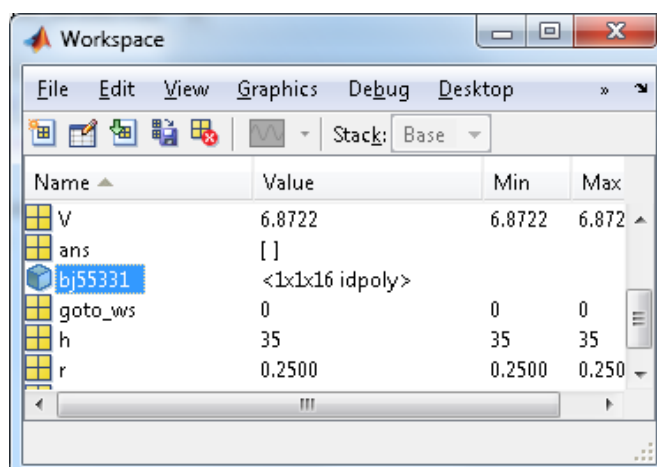 Workspace
File Edit View Graphics Debug Desktop »
Stack: Base
Name Value Min Max
V 6.8722 6.8722 6.872
ans [ ]
bj55331 <1x1x16 idpoly>
goto_ws 0 0 0
h 35 35 35
r 0.2500 0.2500 0.250